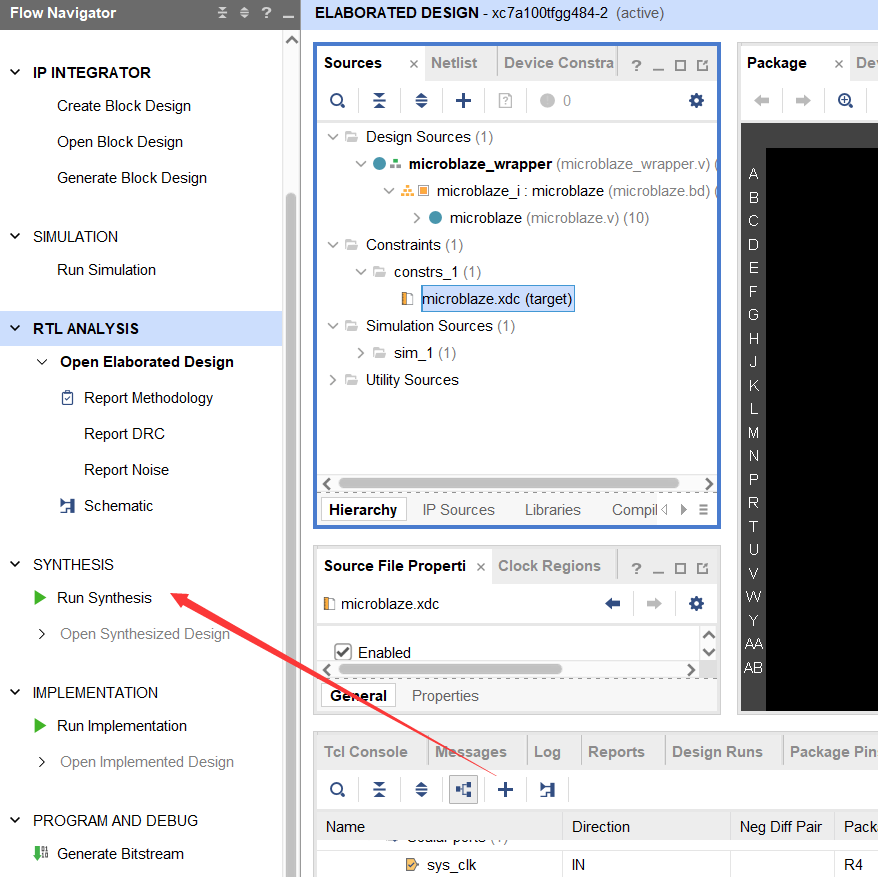 Flow Navigator
IP INTEGRATOR
Create Block Design
Open Block Design
Generate Block Design
SIMULATION
Run Simulation
RTL ANALYSIS
Open Elaborated Design
Report Methodology
Report DRC
Report Noise
Schematic
SYNTHESIS
Run Synthesis
Open Synthesized Design
IMPLEMENTATION
Run Implementation
Open Implemented Design
PROGRAM AND DEBUG
Generate Bitstream
ELABORATED DESIGN - xc7a100tfgg484-2 (active)
Sources × Netlist Device Constra ?
0
Design Sources (1)
microblaze_wrapper (microblaze_wrapper.v) (
microblaze_i : microblaze (microblaze.bd) (
microblaze (microblaze.v) (10)
Constraints (1)
constrs_1 (1)
microblaze.xdc (target)
Simulation Sources (1)
sim_1 (1)
Utility Sources
Hierarchy IP Sources Libraries Compil
Source File Properti × Clock Regions ?
microblaze.xdc
Enabled
General Properties
Package × Dev
A
B
C
D
E
F
G
H
J
K
L
M
N
P
R
T
U
V
W
Y
AA
AB
Tcl Console Messages Log Reports Design Runs Package Pin
Name Direction Neg Diff Pair Pack
Scalar ports (1)
sys_clk IN R4